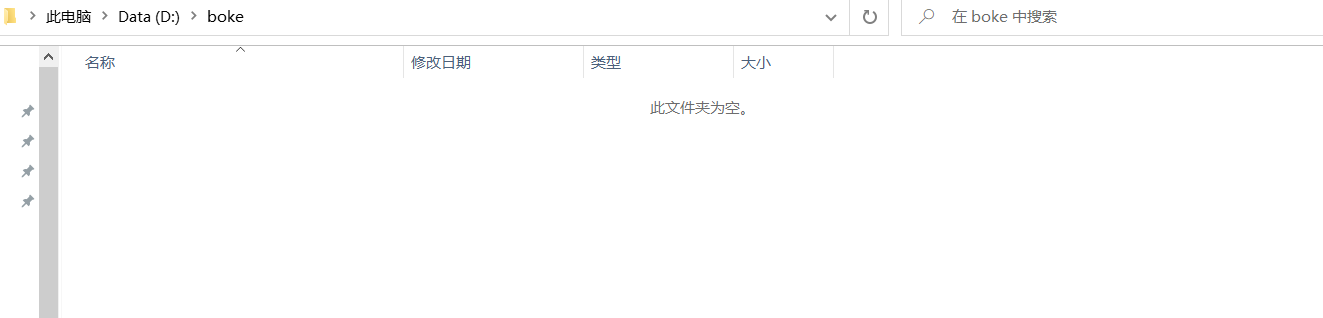 此电脑 Data (D:) boke 在 boke 中搜索
名称 修改日期 类型 大小
此文件夹为空。